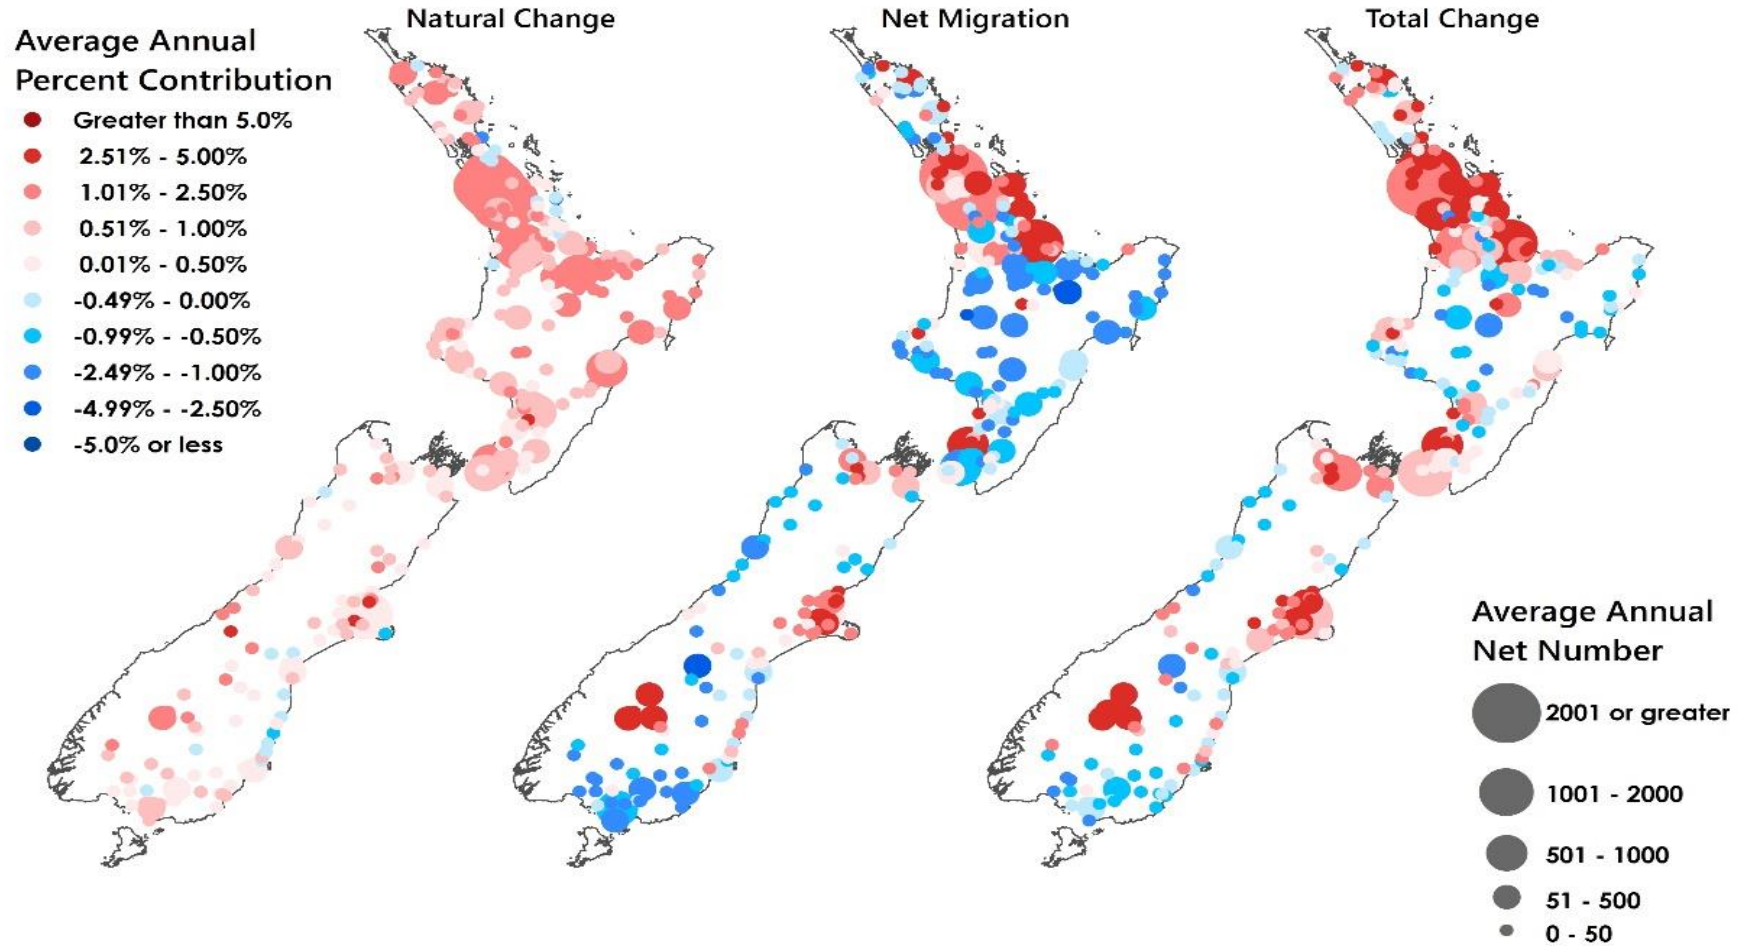 Natural Change
Net Migration
Total Change
Average Annual
Percent Contribution
Greater than 5.0%
2.51% - 5.00%
1.01% - 2.50%
0.51% - 1.00%
0.01% - 0.50%
-0.49% - 0.00%
-0.99% - -0.50%
-2.49% - -1.00%
-4.99% - -2.50%
-5.0% or less
Average Annual
Net Number
2001 or greater
1001 - 2000
501 - 1000
51 - 500
0 - 50